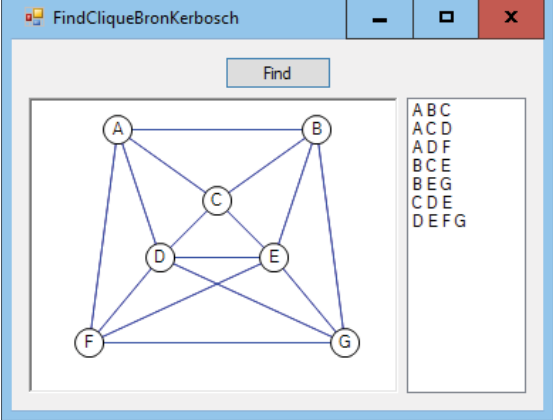 FindCliqueBronKerbosch
Find
A
B
C
D
E
F
G
A B C
A C D
A D F
B C E
B E G
C D E
D E F G